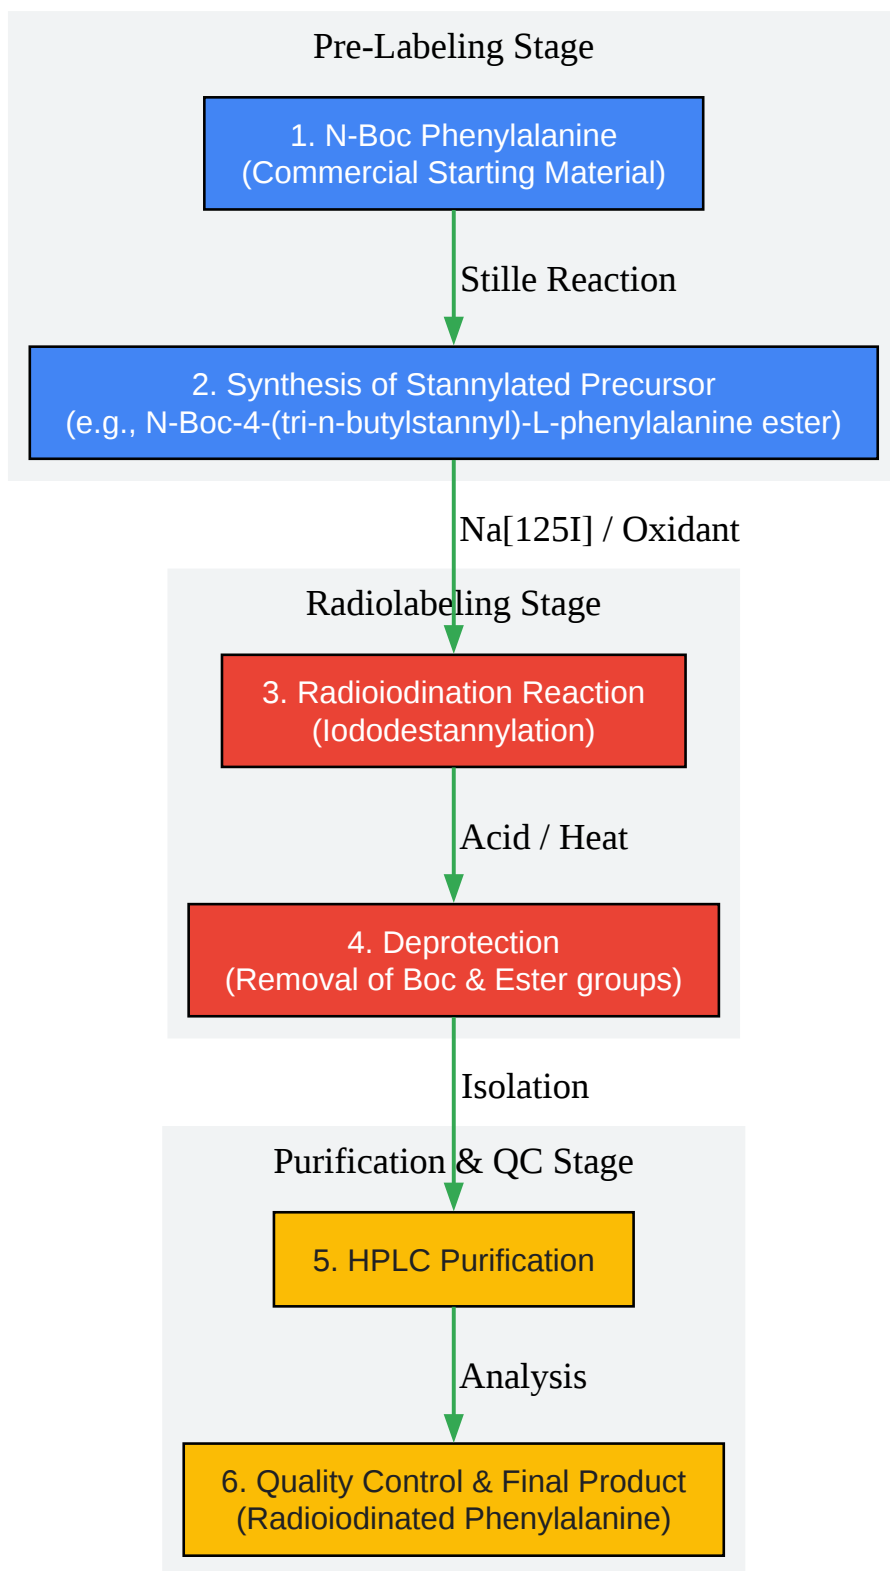 Pre-Labeling Stage
1. N-Boc Phenylalanine
(Commercial Starting Material)
Stille Reaction
2. Synthesis of Stannylated Precursor
(e.g., N-Boc-4-(tri-n-butylstannyl)-L-phenylalanine ester)
Na[125I] / Oxidant
Radiolabeling Stage
3. Radioiodination Reaction
(Iododestannylation)
Acid / Heat
4. Deprotection
(Removal of Boc & Ester groups)
Isolation
Purification & QC Stage
5. HPLC Purification
Analysis
6. Quality Control & Final Product
(Radioiodinated Phenylalanine)